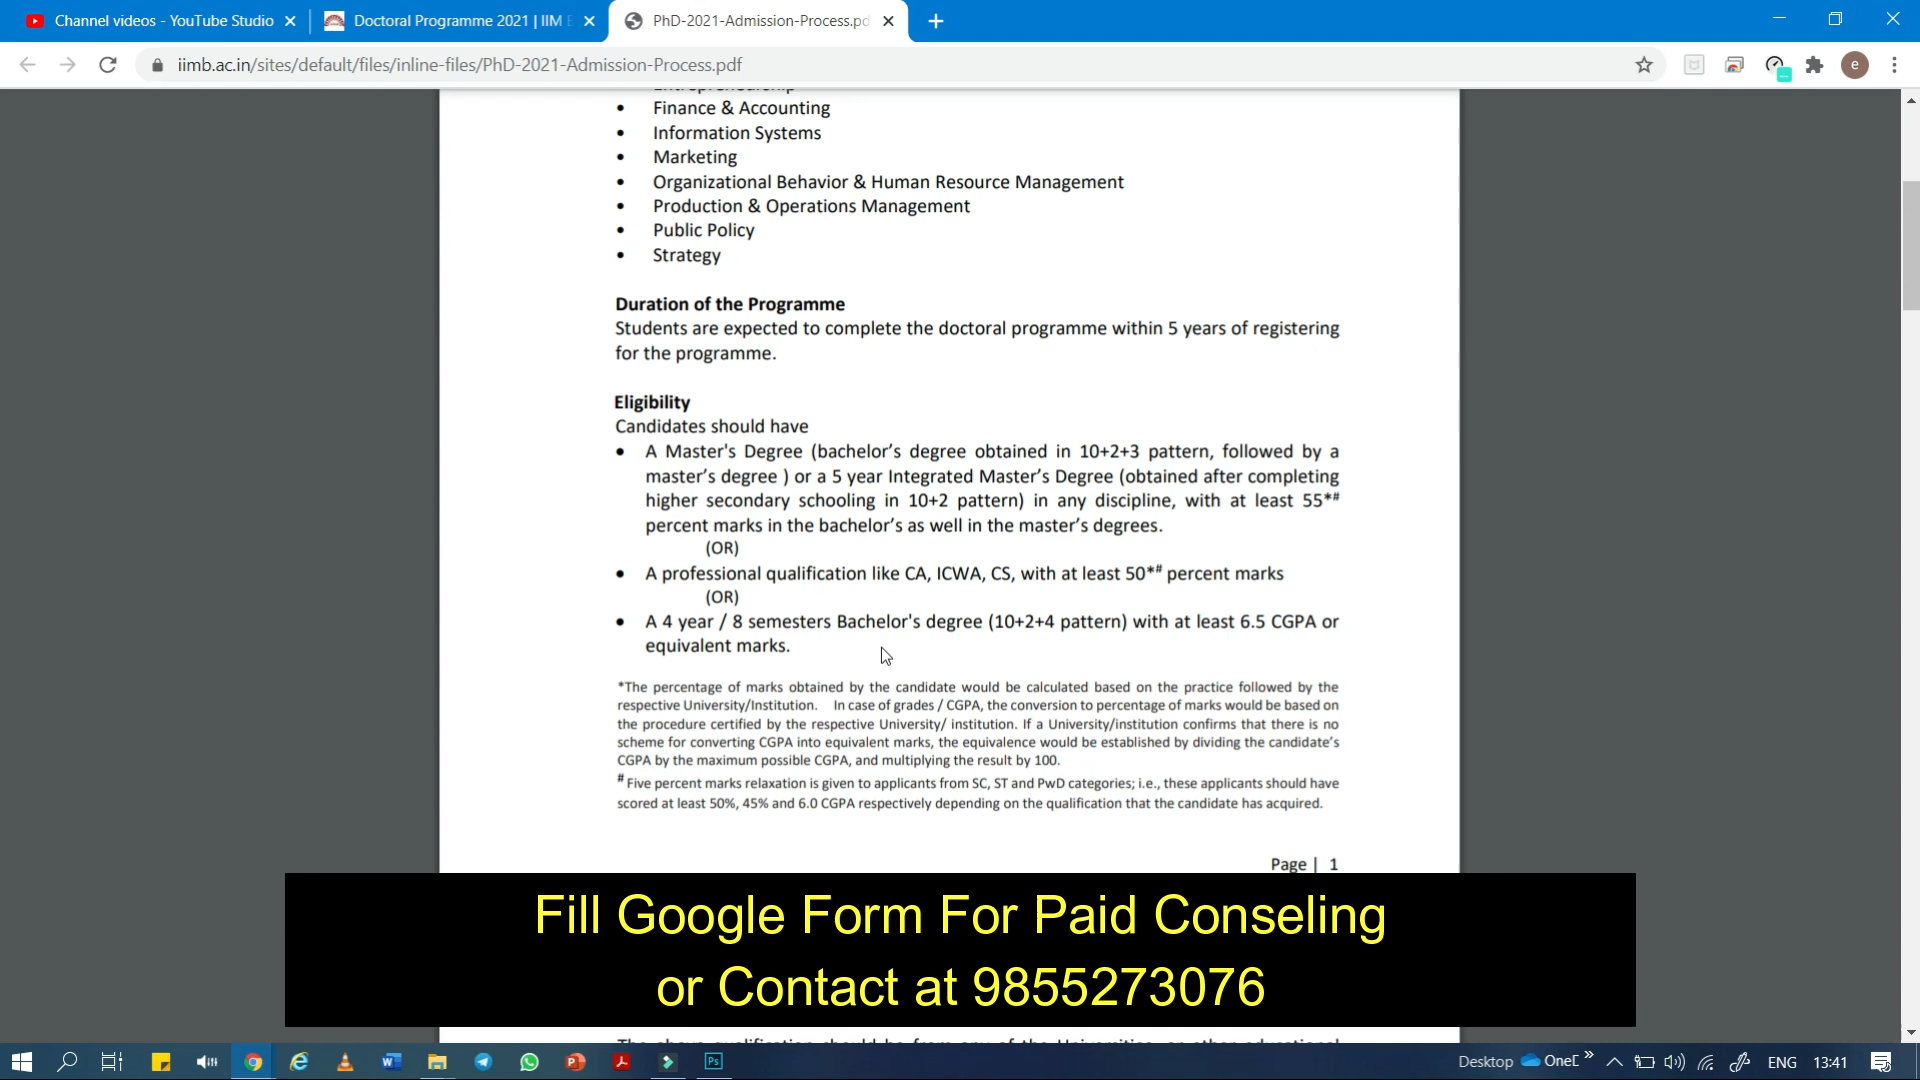 Channel videos - YouTube Studio
Doctoral Programme 2021 | IIM
PhD-2021-Admission-Process.pd
iimb.ac.in/sites/default/files/inline-files/PhD-2021-Admission-Process.pdf
e
• Finance & Accounting
• Information Systems
• Marketing
• Organizational Behavior & Human Resource Management
• Production & Operations Management
• Public Policy
• Strategy
Duration of the Programme
Students are expected to complete the doctoral programme within 5 years of registering
for the programme.
Eligibility
Candidates should have
• A Master's Degree (bachelor’s degree obtained in 10+2+3 pattern, followed by a
master’s degree ) or a 5 year Integrated Master’s Degree (obtained after completing
higher secondary schooling in 10+2 pattern) in any discipline, with at least 55*#
percent marks in the bachelor’s as well in the master’s degrees.
(OR)
• A professional qualification like CA, ICWA, CS, with at least 50*# percent marks
(OR)
• A 4 year / 8 semesters Bachelor's degree (10+2+4 pattern) with at least 6.5 CGPA or
equivalent marks.
*The percentage of marks obtained by the candidate would be calculated based on the practice followed by the
respective University/Institution. In case of grades / CGPA, the conversion to percentage of marks would be based on
the procedure certified by the respective University/ institution. If a University/institution confirms that there is no
scheme for converting CGPA into equivalent marks, the equivalence would be established by dividing the candidate’s
CGPA by the maximum possible CGPA, and multiplying the result by 100.
# Five percent marks relaxation is given to applicants from SC, ST and PwD categories; i.e., these applicants should have
scored at least 50%, 45% and 6.0 CGPA respectively depending on the qualification that the candidate has acquired.
Page | 1
Fill Google Form For Paid Conseling
or Contact at 9855273076
Desktop OneD ENG 13:41